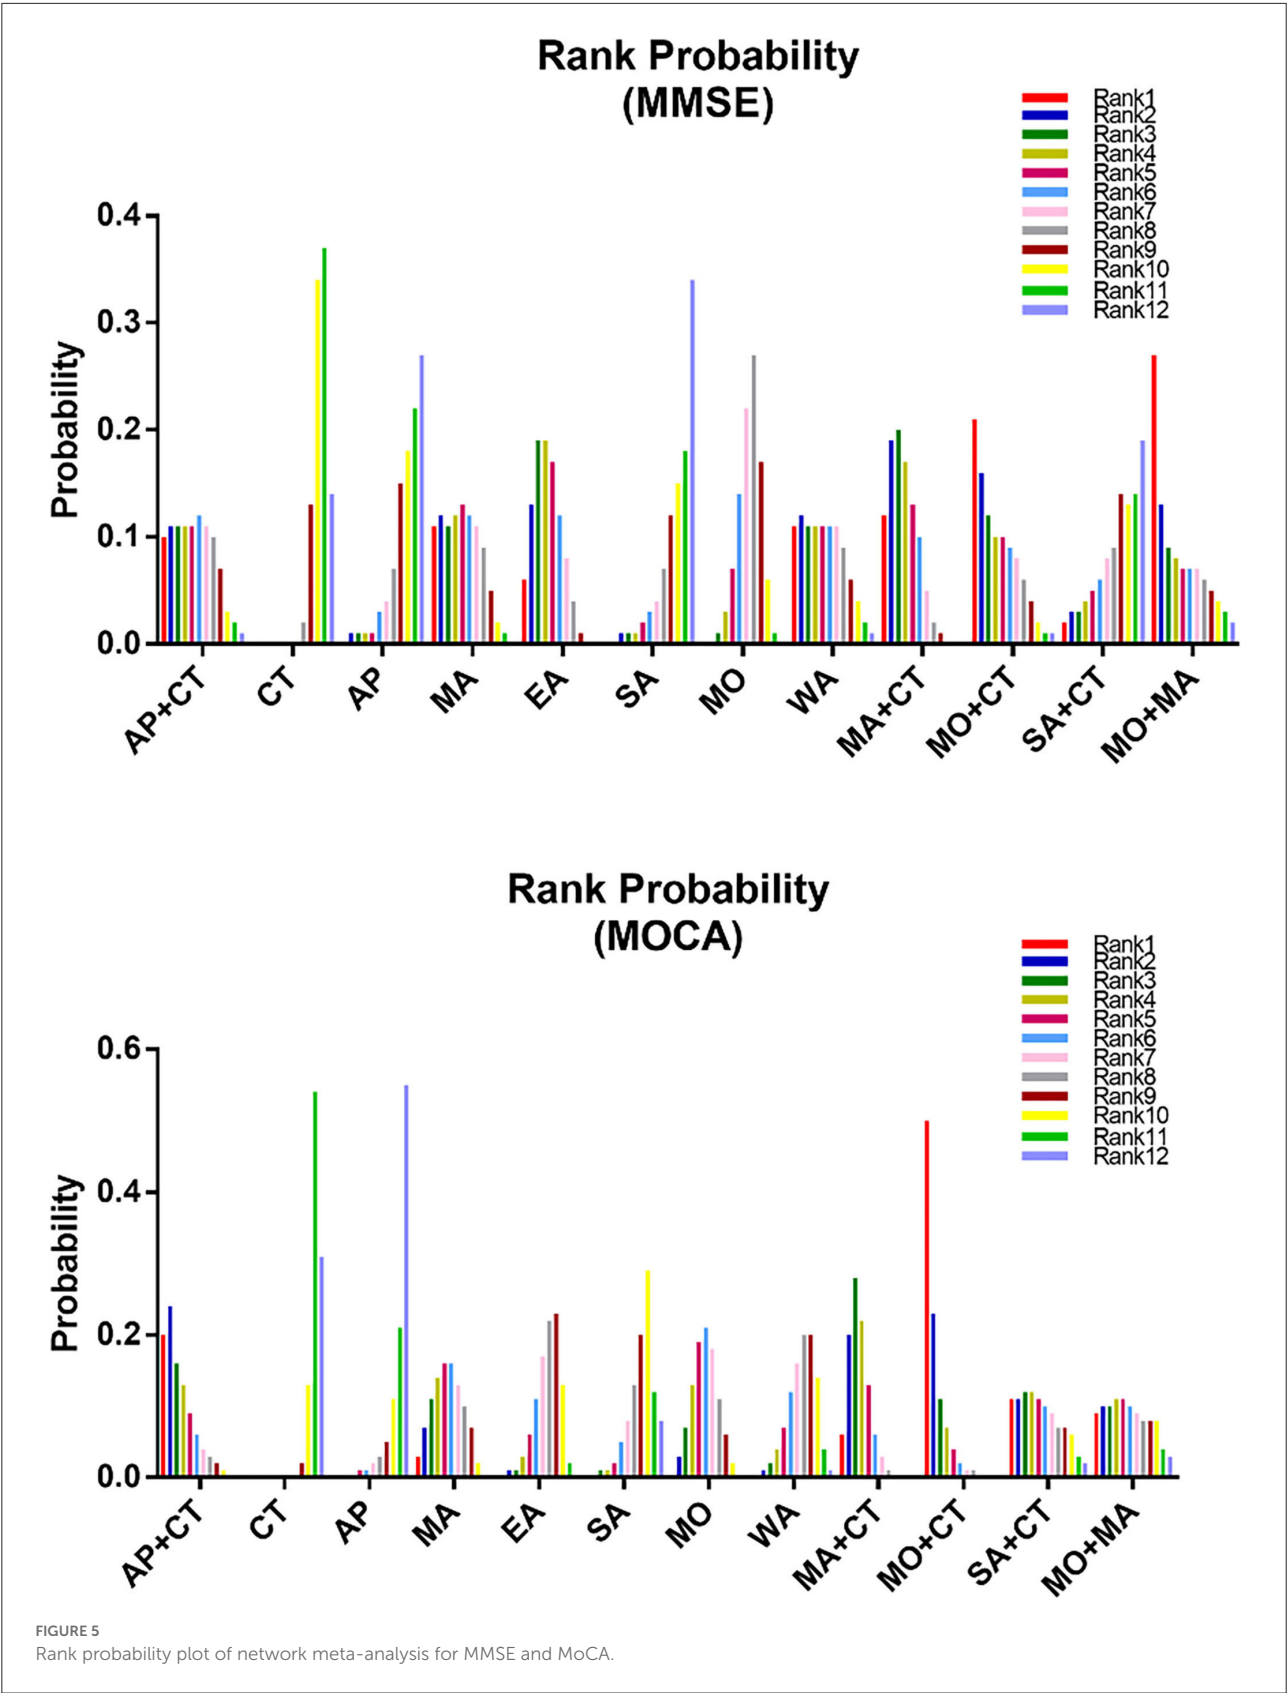 Rank Probability
(MMSE)
Rank1
Rank2
Rank3
Rank4
Rank5
Rank6
Rank7
Rank8
Rank9
Rank10
Rank11
Rank12
Probability
0.4
0.3
0.2
0.1
0.0
AP+CT
CT
AP
MA
EA
SA
MO
WA
MA+CT
MO+CT
SA+CT
MO+MA
Rank Probability
(MOCA)
Rank1
Rank2
Rank3
Rank4
Rank5
Rank6
Rank7
Rank8
Rank9
Rank10
Rank11
Rank12
Probability
0.6
0.4
0.2
0.0
AP+CT
CT
AP
MA
EA
SA
MO
WA
MA+CT
MO+CT
SA+CT
MO+MA
FIGURE 5
Rank probability plot of network meta-analysis for MMSE and MoCA.